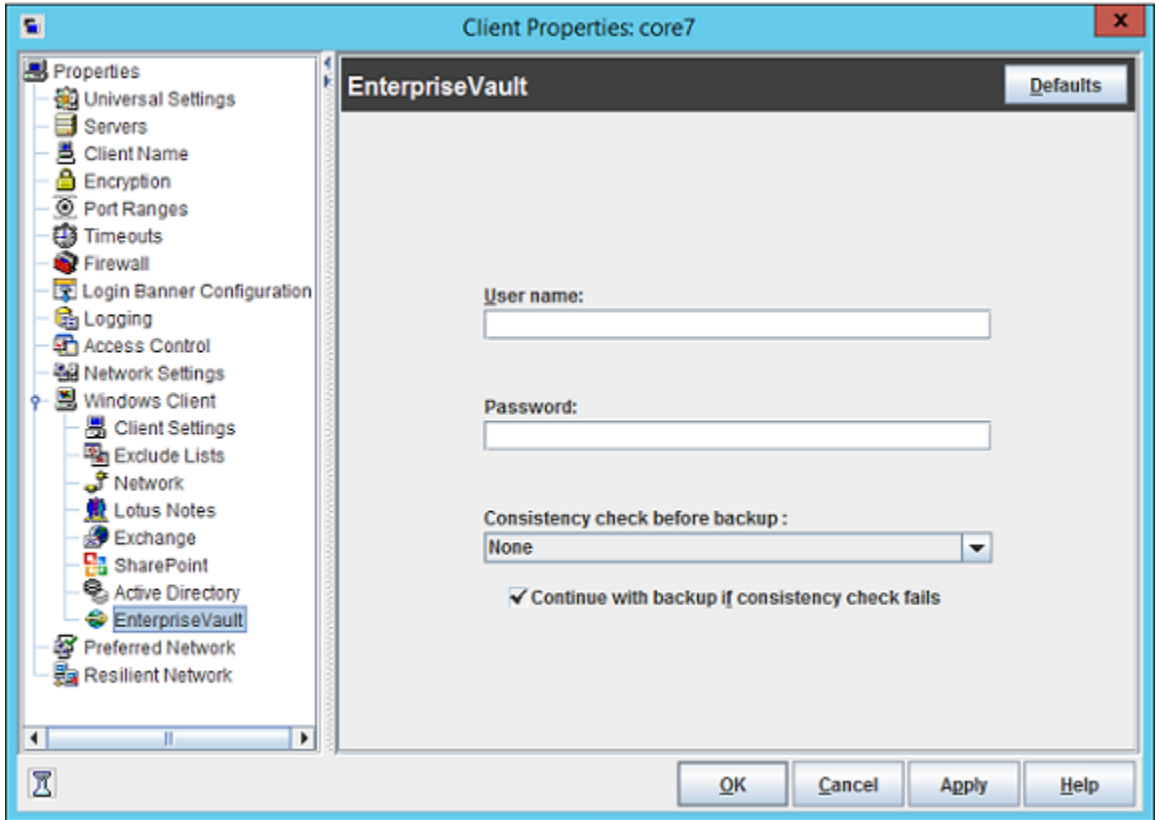 Client Properties: core7
x
Properties
Universal Settings
Servers
Client Name
Encryption
Port Ranges
Timeouts
Firewall
Login Banner Configuration
Logging
Access Control
Network Settings
Windows Client
Client Settings
Exclude Lists
Network
Lotus Notes
Exchange
SharePoint
Active Directory
EnterpriseVault
Preferred Network
Resilient Network
EnterpriseVault
Defaults
User name:
Password:
Consistency check before backup :
None
Continue with backup if consistency check fails
OK
Cancel
Apply
Help